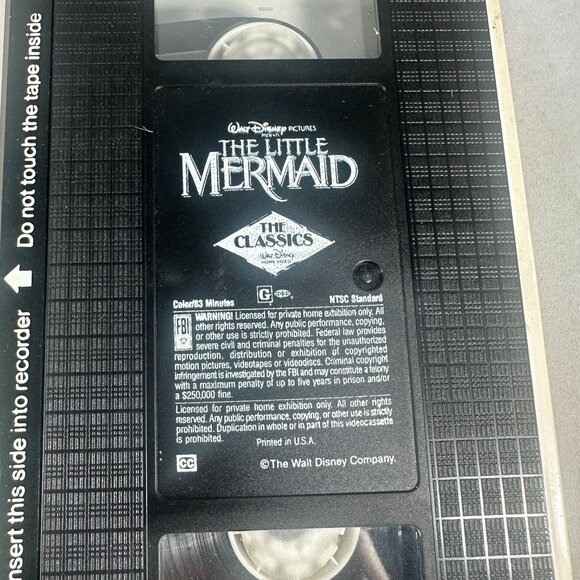 Do not touch the tape inside
nsert this side into recorder
WALT DISNEY PICTURES
PRESENTS
THE LITTLE
MERMAID
THE
CLASSICS
WALT DISNEY
HOME VIDEO
Color/83 Minutes
G
NTSC Standard
FBI
WARNING! Licensed for private home exhibition only. All
other rights reserved. Any public performance, copying,
or other use is strictly prohibited. Federal law provides
severe civil and criminal penalties for the unauthorized
reproduction, distribution or exhibition of copyrighted
motion pictures, videotapes or videodiscs. Criminal copyright
infringement is investigated by the FBI and may constitute a felony
with a maximum penalty of up to five years in prison and/or
a $250,000 fine.
Licensed for private home exhibition only. All other rights
reserved. Any public performance, copying, or other use is strictly
prohibited. Duplication in whole or in part of this videocassette
is prohibited.
Printed in U.S.A.
CC
©The Walt Disney Company.